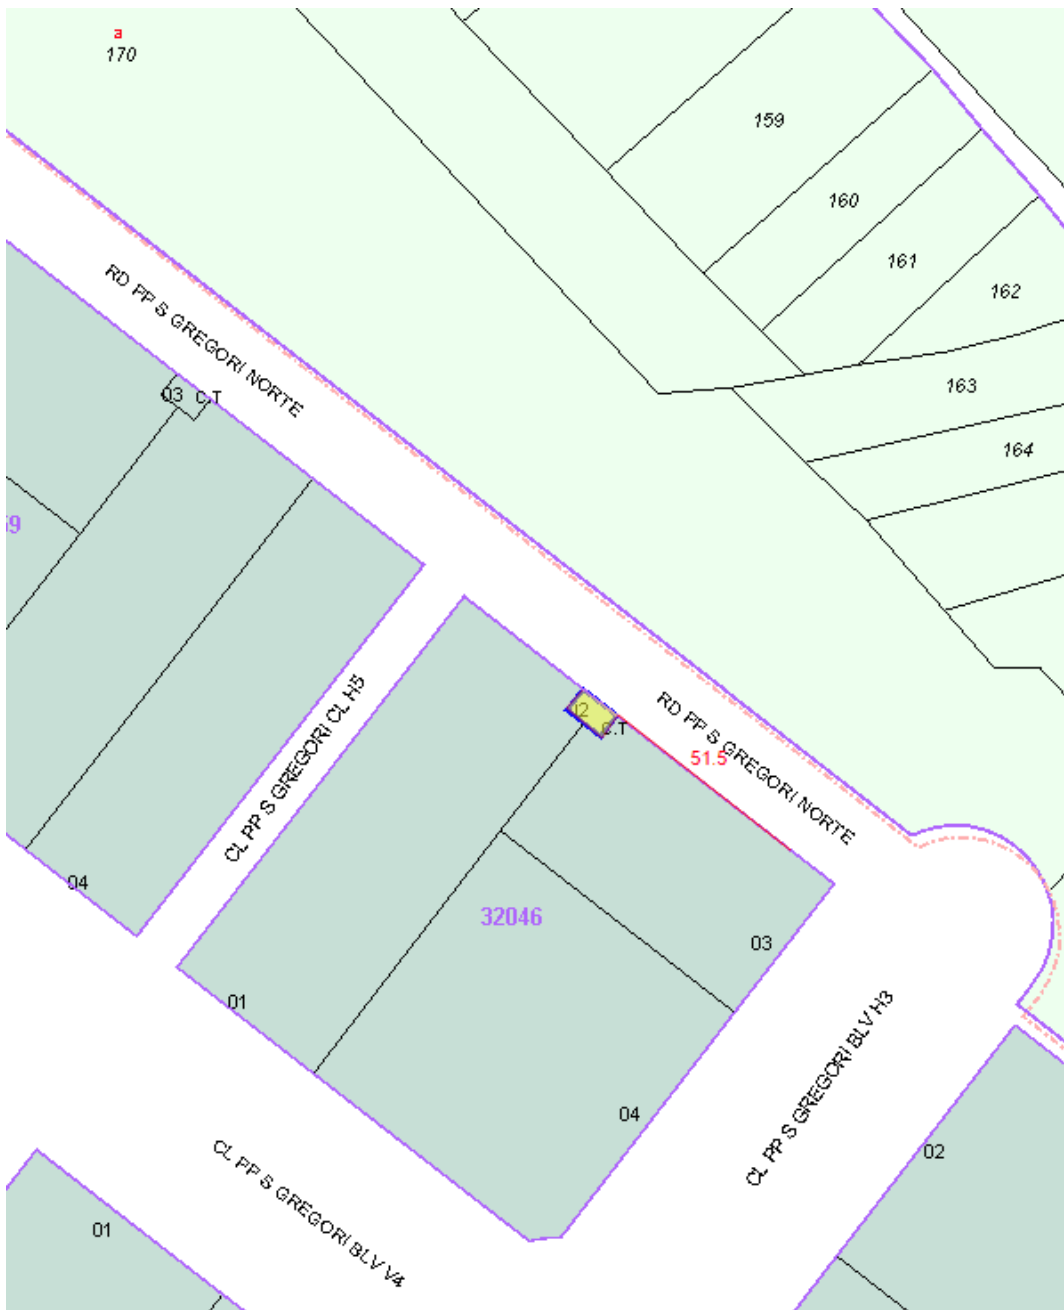 a
170
159
160
161
162
RD PP S GREGORI NORTE
163
03 C.T
164
RD PP S GREGORI NORTE
CL PP S GREGORI CL H5
C.T
51.5
04
32046
03
01
CL PP S GREGORI BLV H3
04
02
CL PP S GREGORI BLV V4
01